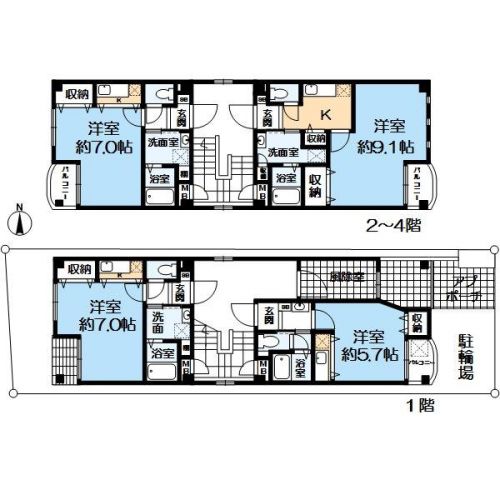 収納
K
洋室
約7.0帖
玄関
洗面室
浴室
MB
バルコニー
玄関
K
収納
洗面室
浴室
収納
MB
洋室
約9.1帖
バルコニー
N
2～4階
収納
K
洋室
約7.0帖
玄関
洗面
浴室
MB
風除室
アプローチ
玄関
K
浴室
MB
洋室
約5.7帖
収納
バルコニー
駐輪場
1階